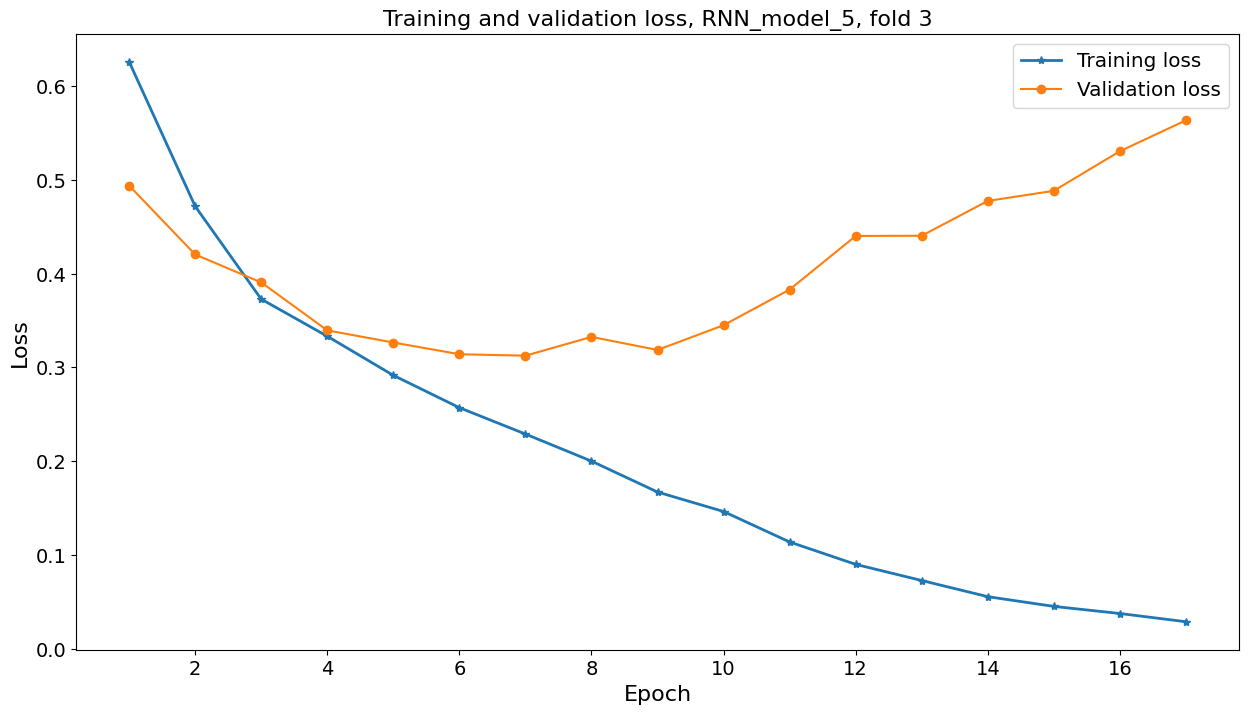 Training and validation loss, RNN_model_5, fold 3
Training loss
Validation loss
Loss
0.6
0.5
0.4
0.3
0.2
0.1
0.0
2 4 6 8 10 12 14 16
Epoch